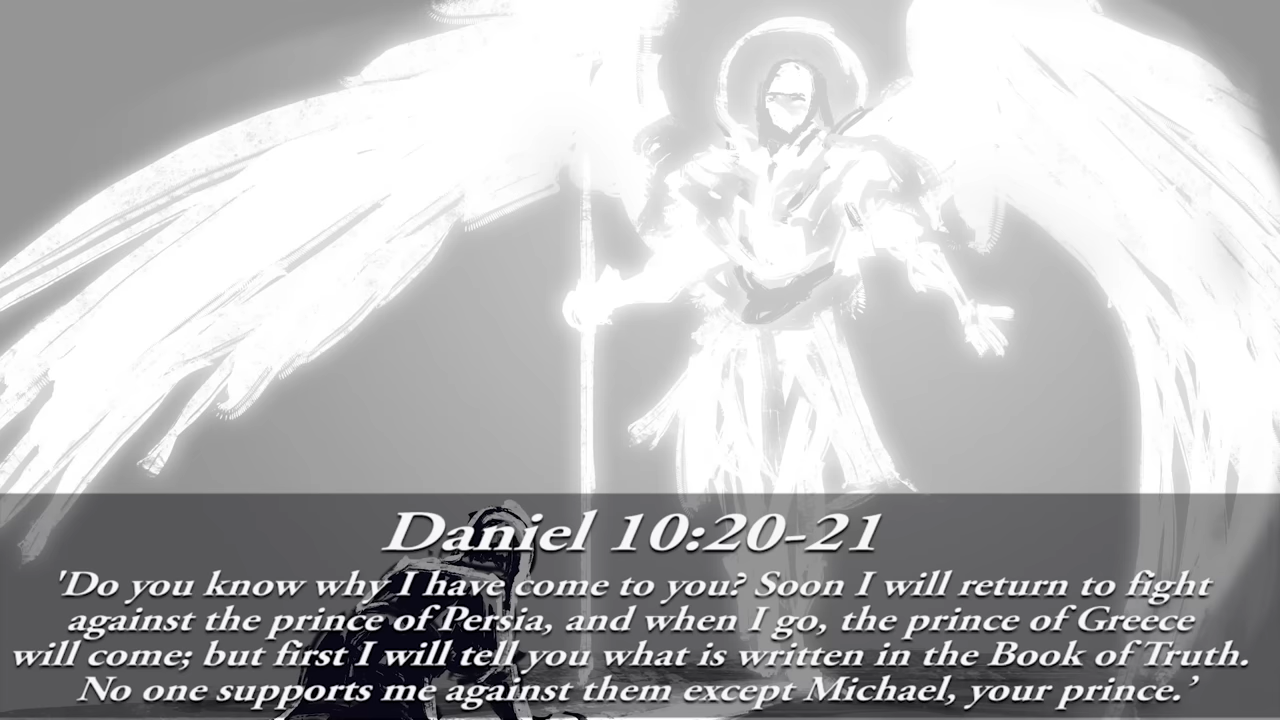 Daniel 10:20-21
'Do you know why I have come to you? Soon I will return to fight
against the prince of Persia, and when I go, the prince of Greece
will come; but first I will tell you what is written in the Book of Truth.
No one supports me against them except Michael, your prince.’